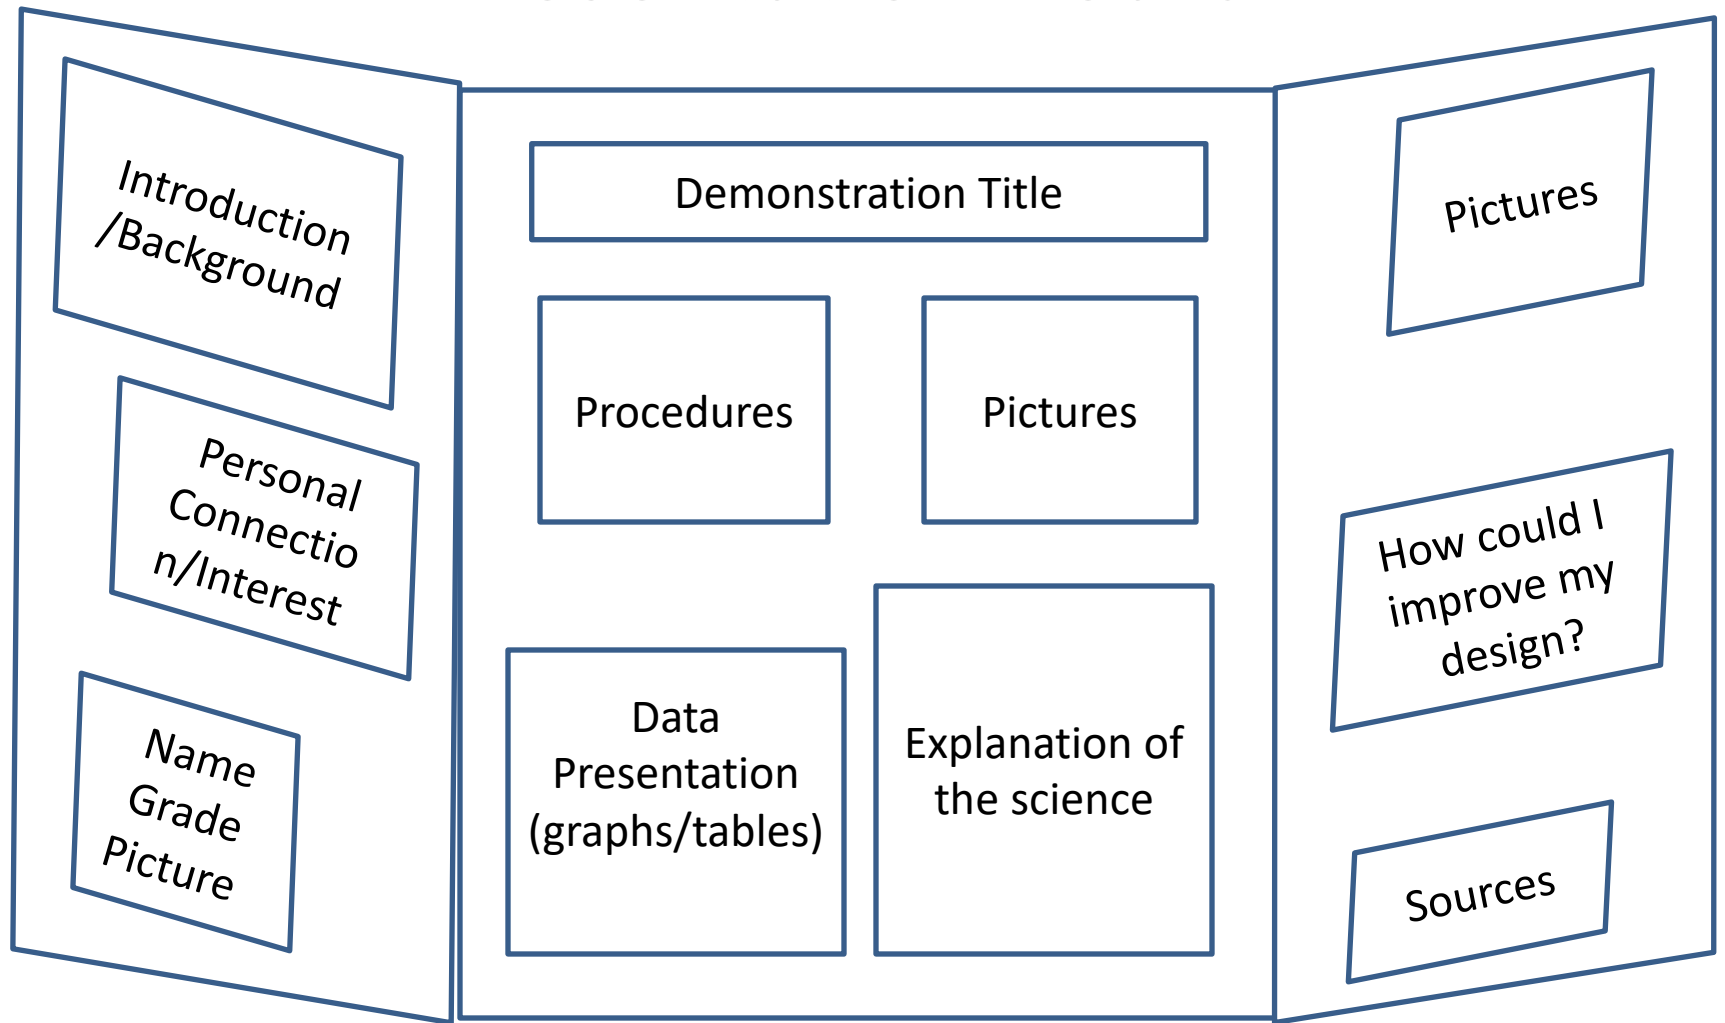 Introduction
/Background
Personal
Connectio
n/Interest
Name
Grade
Picture
Demonstration Title
Procedures
Pictures
Data
Presentation
(graphs/tables)
Explanation of
the science
Pictures
How could I
improve my
design?
Sources